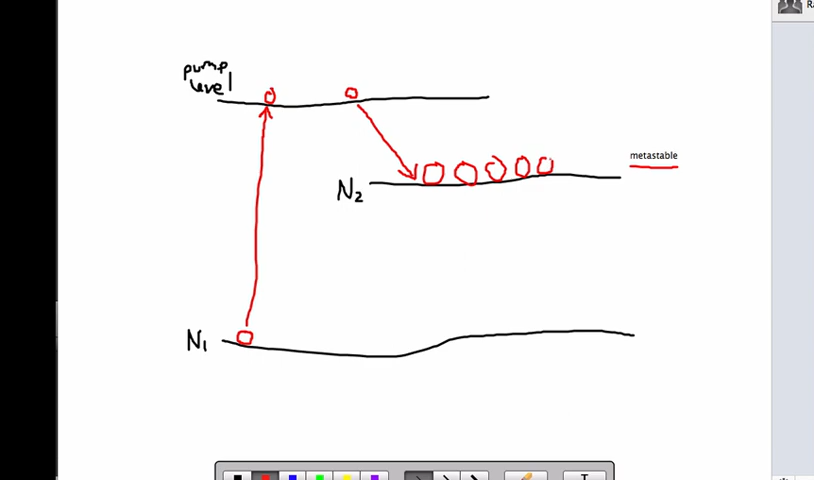 pump
level
metastable
N2
N1
R
T